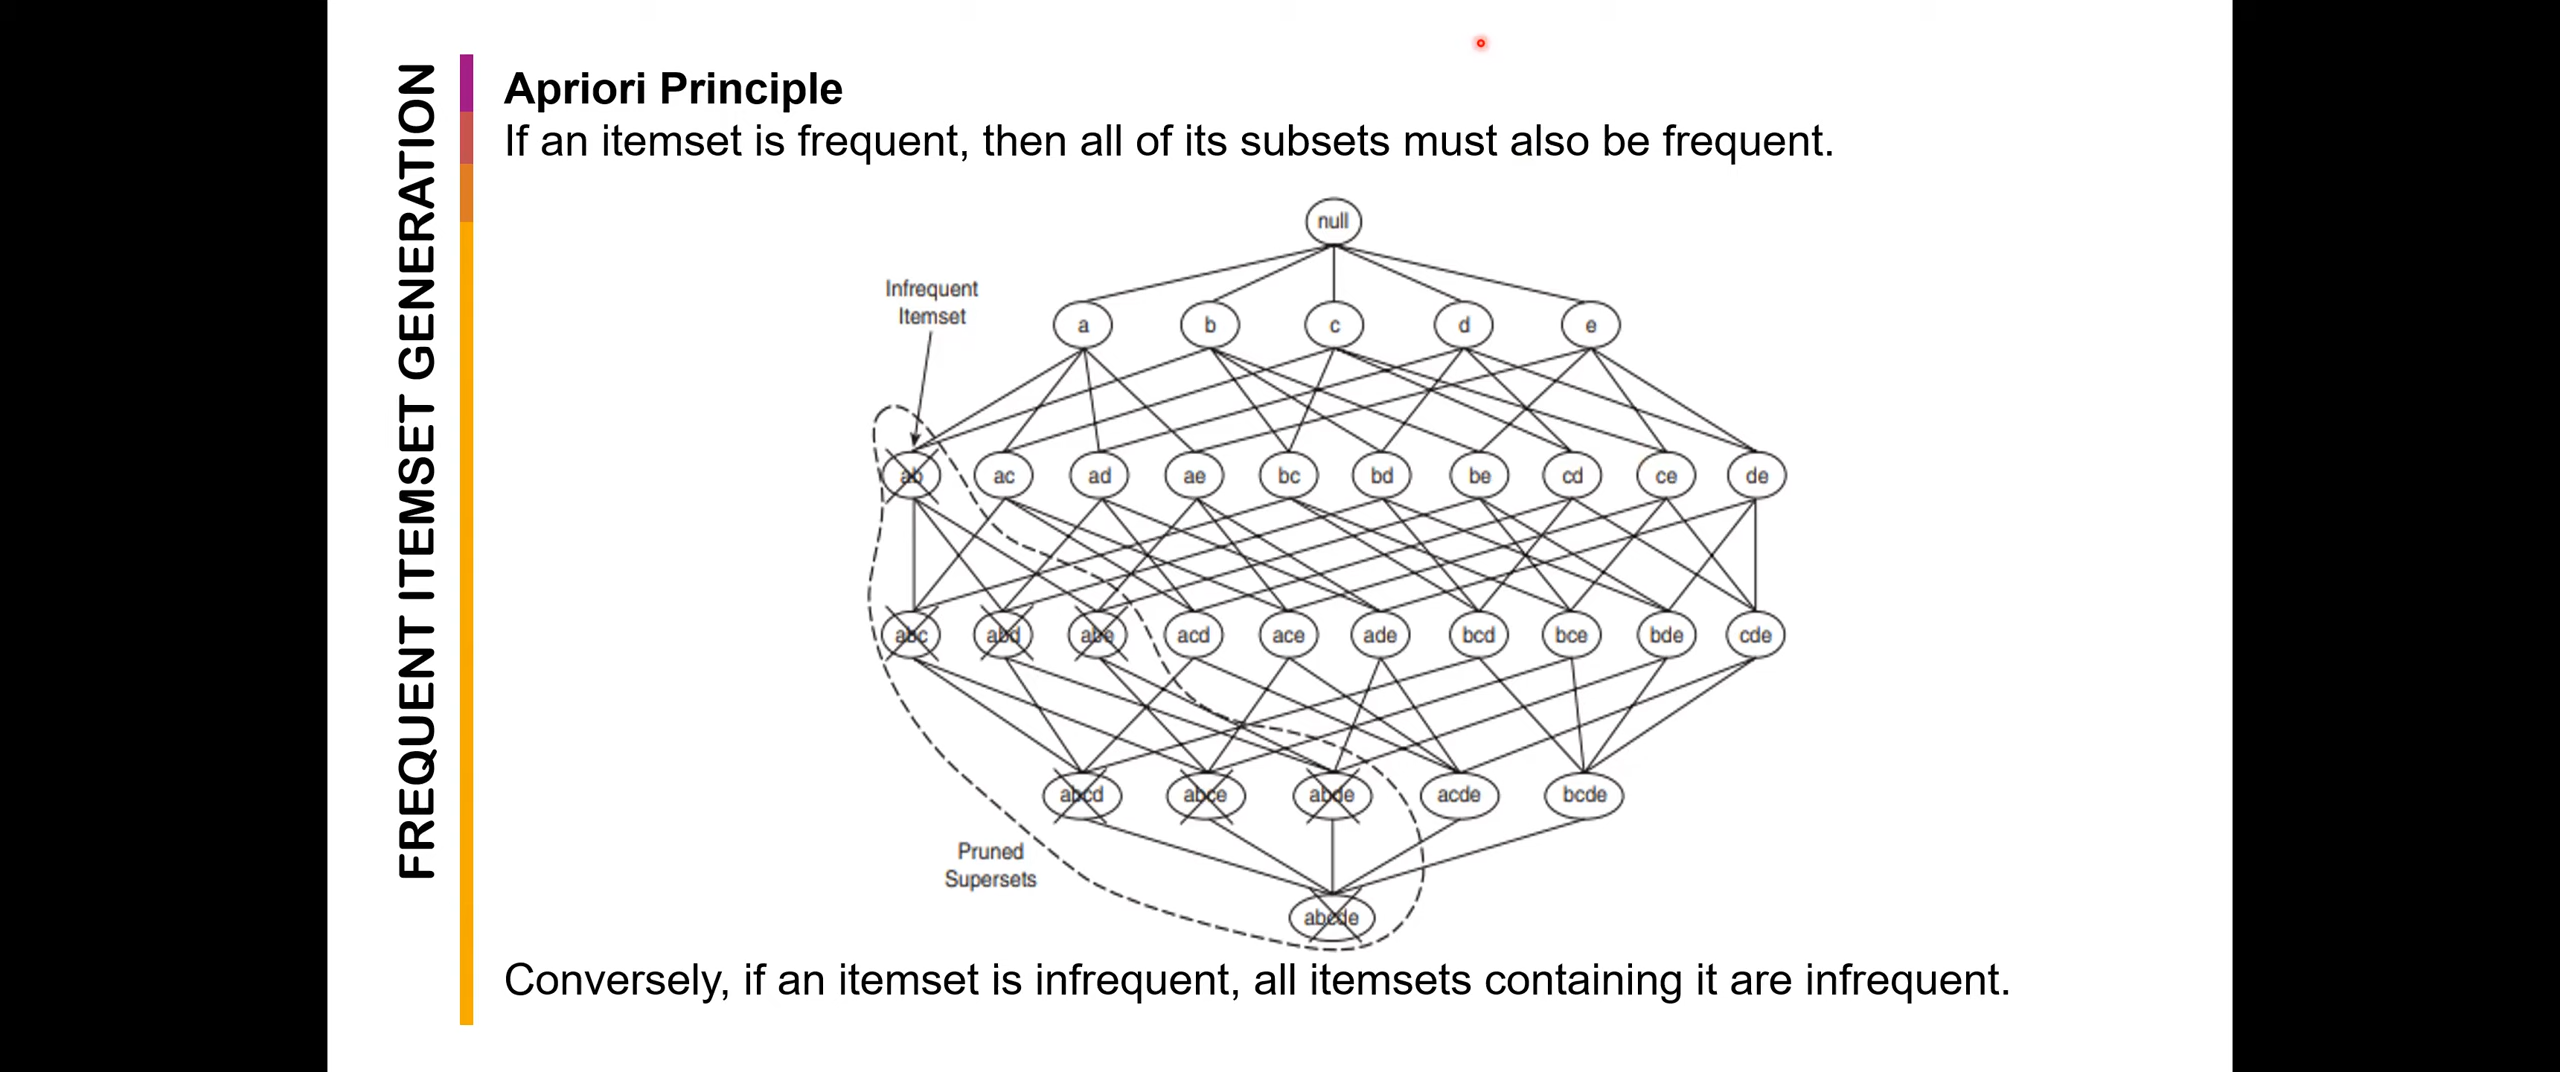 FREQUENT ITEMSET GENERATION
Apriori Principle
If an itemset is frequent, then all of its subsets must also be frequent.
null
Infrequent
Itemset
a b c d e
ab ac ad ae bc bd be cd ce de
abc abd abe acd ace ade bcd bce bde cde
abcd abce abde acde bcde
Pruned
Supersets
abcde
Conversely, if an itemset is infrequent, all itemsets containing it are infrequent.